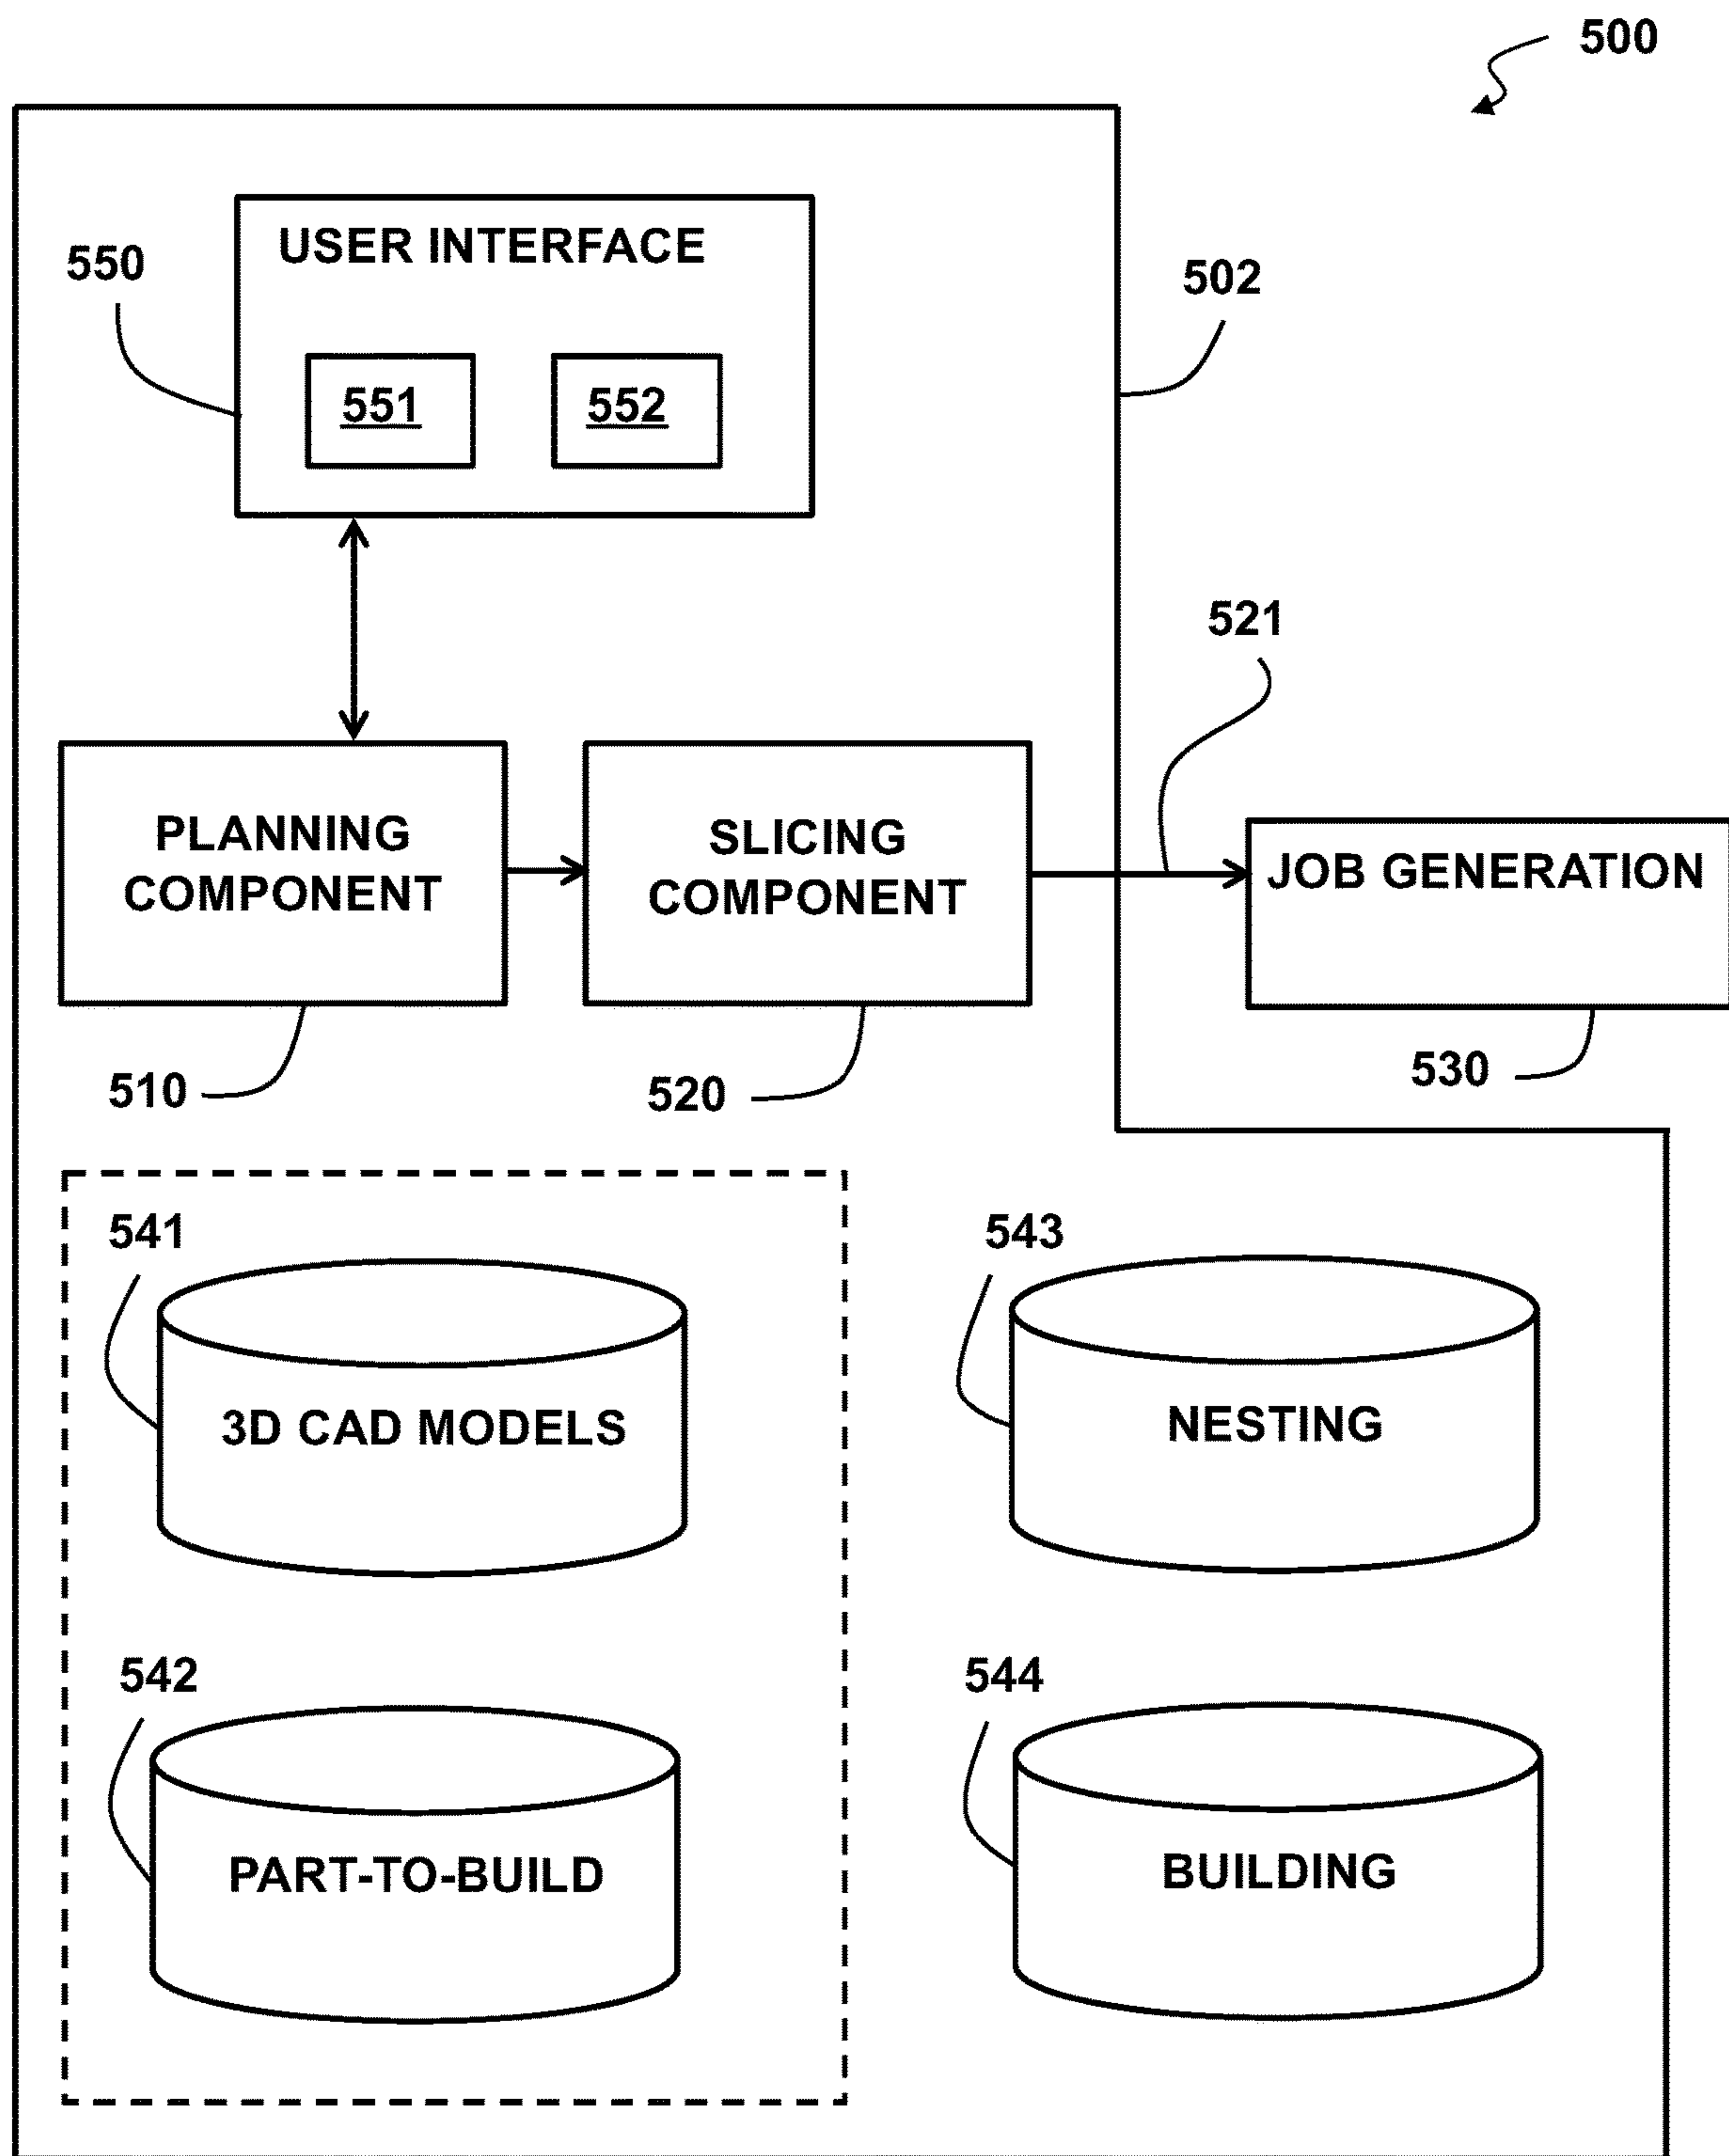 500
USER INTERFACE
550
502
551
552
521
PLANNING
COMPONENT
SLICING
COMPONENT
JOB GENERATION
510
520
530
541
543
3D CAD MODELS
NESTING
542
544
PART-TO-BUILD
BUILDING